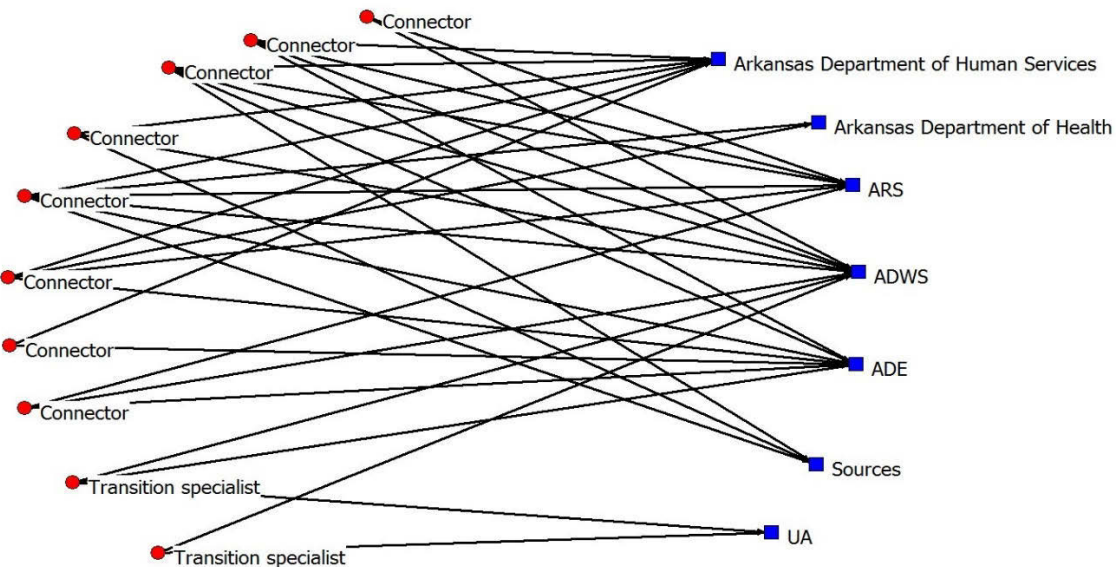 Connector
Connector
Connector
Connector
Connector
Connector
Connector
Connector
Transition specialist
Transition specialist
Arkansas Department of Human Services
Arkansas Department of Health
ARS
ADWS
ADE
Sources
UA